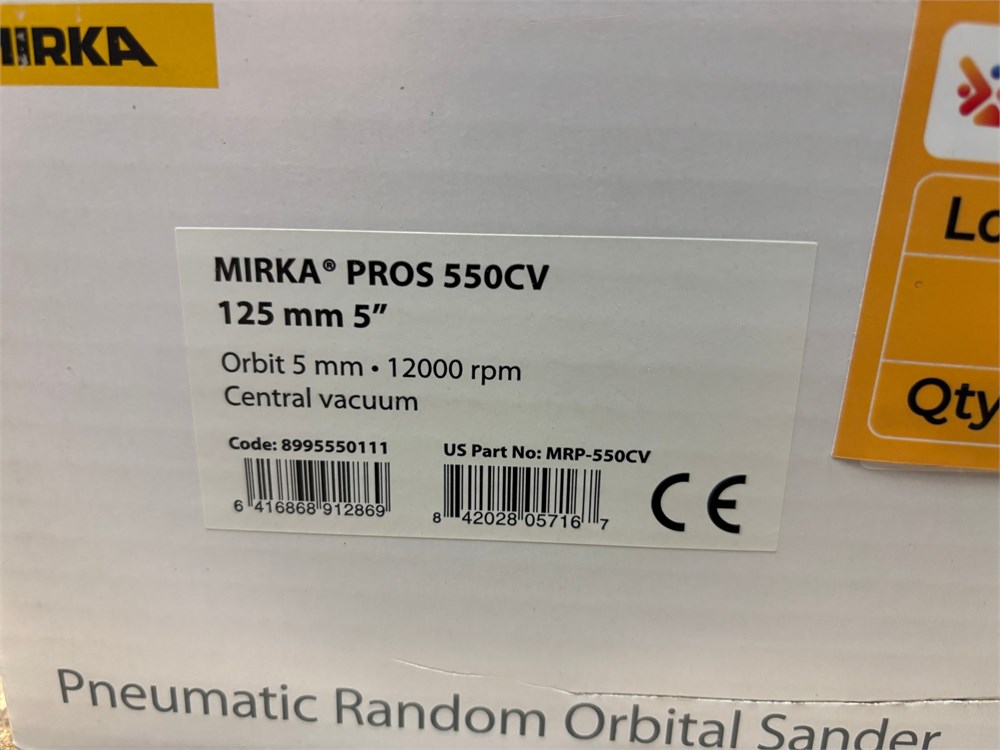 MIRKA
MIRKA® PROS 550CV
125 mm 5”
Orbit 5 mm • 12000 rpm
Central vacuum
Code: 8995550111
US Part No: MRP-550CV
6 416868 912869
8 42028 05716 7
CE
Qty
Pneumatic Random Orbital Sander